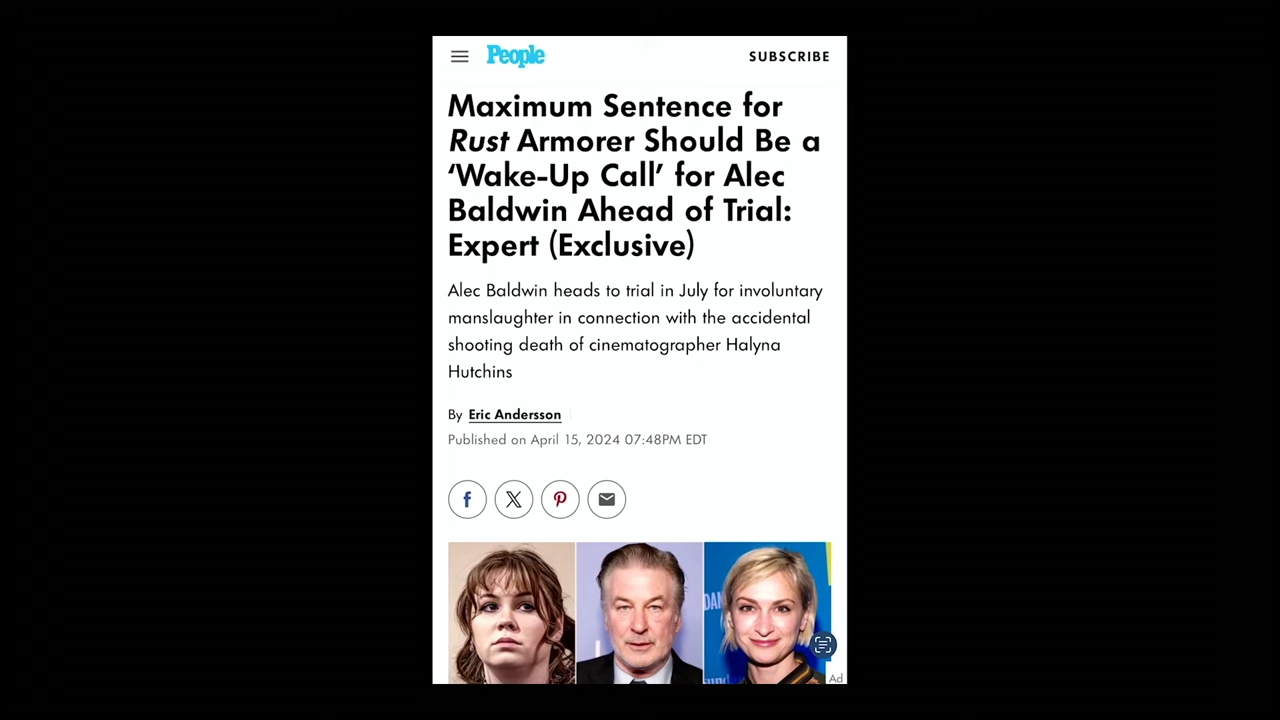 People
SUBSCRIBE
Maximum Sentence for
Rust Armorer Should Be a
‘Wake-Up Call’ for Alec
Baldwin Ahead of Trial:
Expert (Exclusive)
Alec Baldwin heads to trial in July for involuntary
manslaughter in connection with the accidental
shooting death of cinematographer Halyna
Hutchins
By Eric Andersson
Published on April 15, 2024 07:48PM EDT
Ad